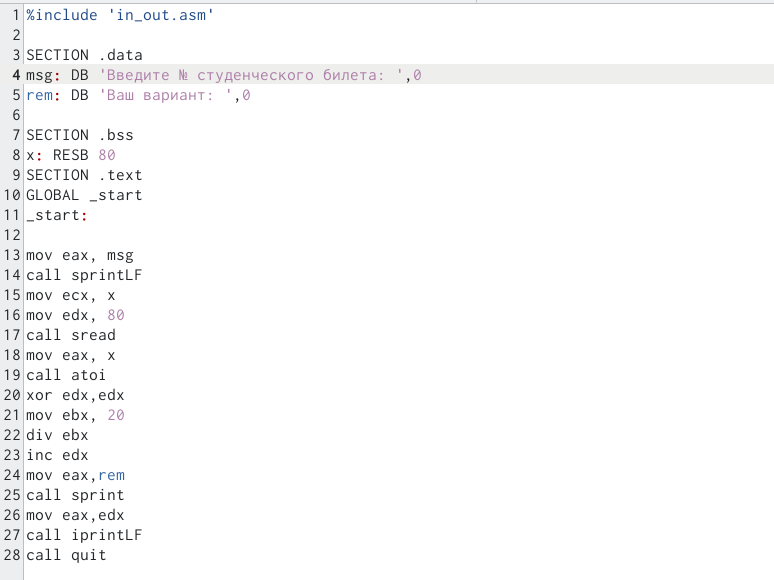 1 %include 'in_out.asm'
2
3 SECTION .data
4 msg: DB 'Введите № студенческого билета: ',0
5 rem: DB 'Ваш вариант: ',0
6
7 SECTION .bss
8 x: RESB 80
9 SECTION .text
10 GLOBAL _start
11 _start:
12
13 mov eax, msg
14 call sprintLF
15 mov ecx, x
16 mov edx, 80
17 call sread
18 mov eax, x
19 call atoi
20 xor edx,edx
21 mov ebx, 20
22 div ebx
23 inc edx
24 mov eax,rem
25 call sprint
26 mov eax,edx
27 call iprintLF
28 call quit